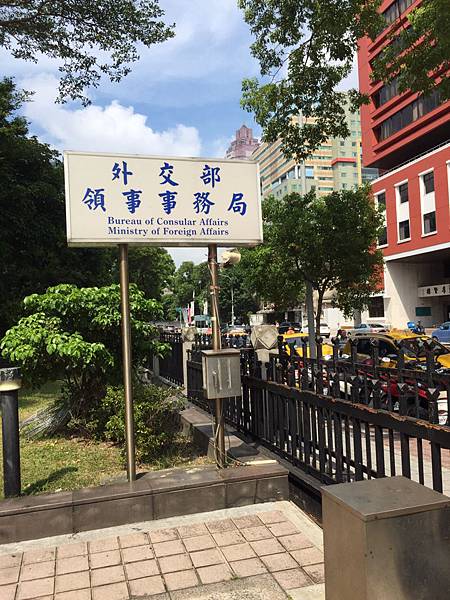 外交部
領事事務局
Bureau of Consular Affairs
Ministry of Foreign Affairs